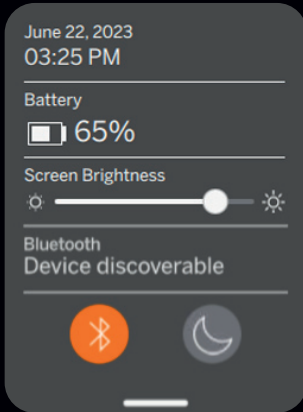 June 22, 2023
03:25 PM
Battery
65%
Screen Brightness
Bluetooth
Device discoverable